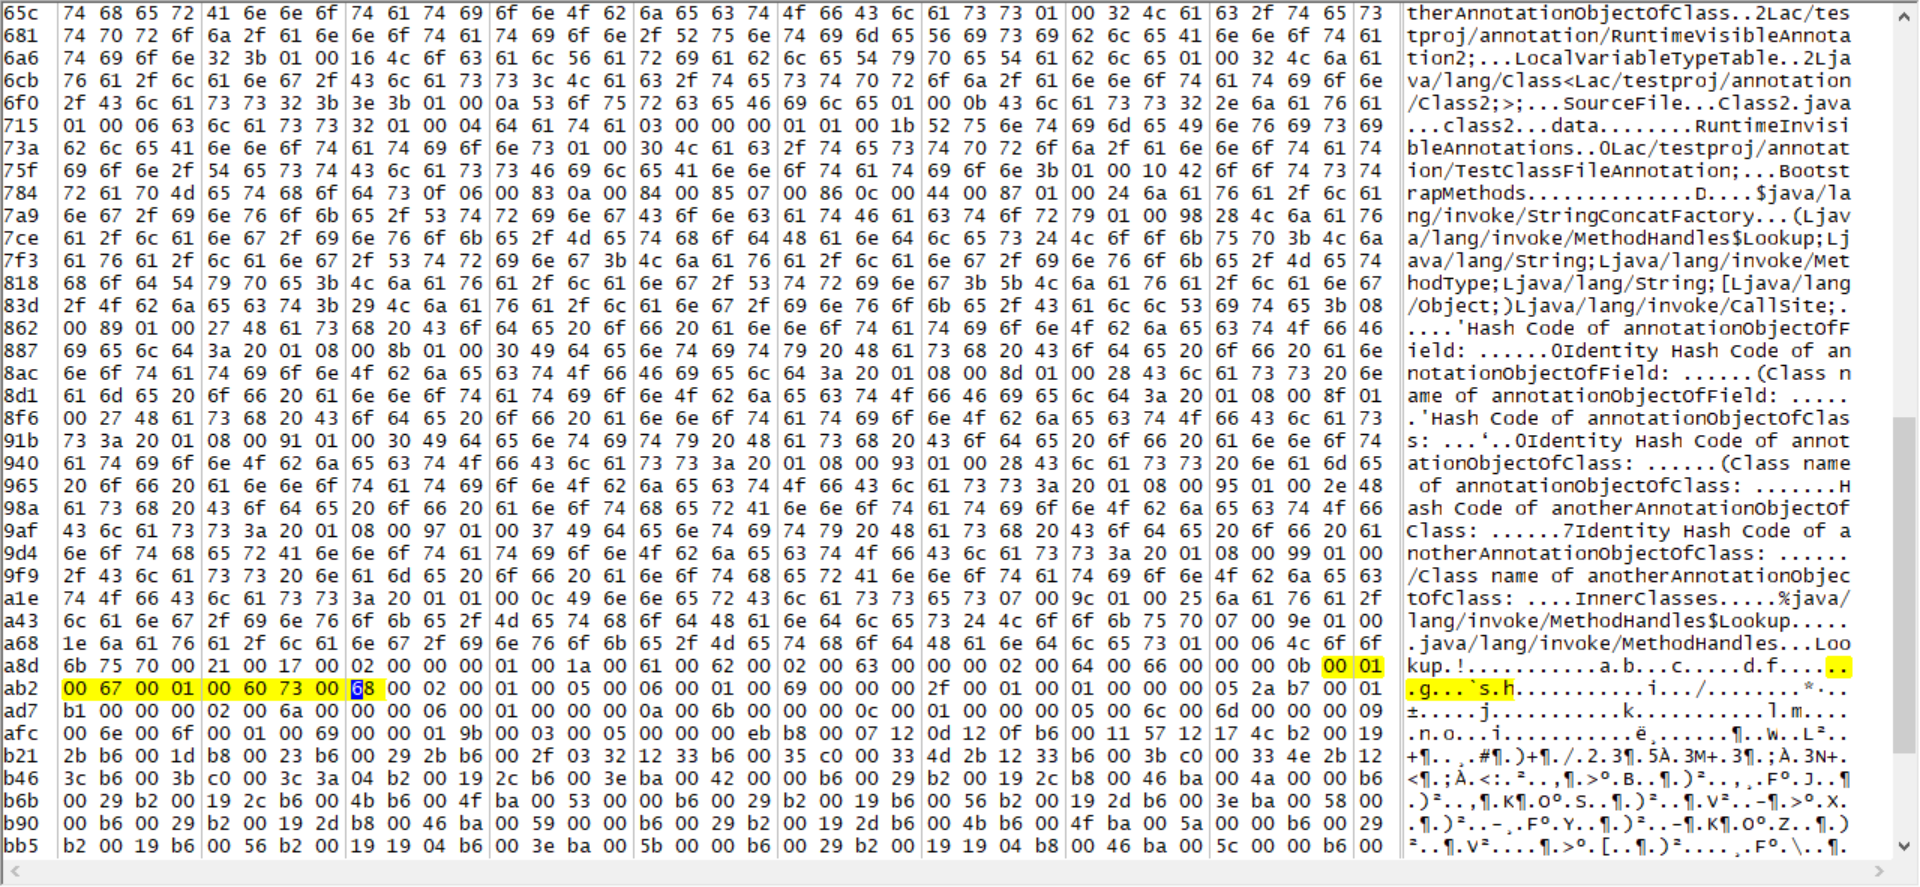 65c 74 68 65 72 41 6e 6e 6f 74 61 74 69 6f 6e 4f 62 6a 65 63 74 4f 66 43 6c 61 73 73 01 00 32 4c 61 63 2f 74 65 73 therAnnotationObjectOfClass..2Lac/tes
681 74 70 72 6f 6a 2f 61 6e 6e 6f 74 61 74 69 6f 6e 2f 52 75 6e 74 69 6d 65 56 69 73 69 62 6c 65 41 6e 6e 6f 74 61 tproj/annotation/RuntimeVisibleAnnota
6a6 74 69 6f 6e 32 3b 01 00 16 4c 6f 63 61 6c 56 61 72 69 61 62 6c 65 54 79 70 65 54 61 62 6c 65 01 00 32 4c 6a 61 tion2;...LocalVariableTypeTable..2Lja
6cb 76 61 2f 6c 61 6e 67 2f 43 6c 61 73 73 3c 4c 61 63 2f 74 65 73 74 70 72 6f 6a 2f 61 6e 6e 6f 74 61 74 69 6f 6e va/lang/Class<Lac/testproj/annotation
6f0 2f 43 6c 61 73 73 32 3b 3e 3b 01 00 0a 53 6f 75 72 63 65 46 69 6c 65 01 00 0b 43 6c 61 73 73 32 2e 6a 61 76 61 /Class2;>;...SourceFile...Class2.java
715 01 00 06 63 6c 61 73 73 32 01 00 04 64 61 74 61 03 00 00 00 01 01 00 1b 52 75 6e 74 69 6d 65 49 6e 76 69 73 69 ...class2...data........RuntimeInvisi
73a 62 6c 65 41 6e 6e 6f 74 61 74 69 6f 6e 73 01 00 30 4c 61 63 2f 74 65 73 74 70 72 6f 6a 2f 61 6e 6e 6f 74 61 74 bleAnnotations..0Lac/testproj/annotat
75f 69 6f 6e 2f 54 65 73 74 43 6c 61 73 73 46 69 6c 65 41 6e 6e 6f 74 61 74 69 6f 6e 3b 01 00 10 42 6f 6f 74 73 74 ion/TestClassFileAnnotation;...Bootst
784 72 61 70 4d 65 74 68 6f 64 73 0f 06 00 83 0a 00 84 00 85 07 00 86 0c 00 44 00 87 01 00 24 6a 61 76 61 2f 6c 61 rapMethods..............D....$java/la
7a9 6e 67 2f 69 6e 76 6f 6b 65 2f 53 74 72 69 6e 67 43 6f 6e 63 61 74 46 61 63 74 6f 72 79 01 00 98 28 4c 6a 61 76 ng/invoke/StringConcatFactory...(Ljav
7ce 61 2f 6c 61 6e 67 2f 69 6e 76 6f 6b 65 2f 4d 65 74 68 6f 64 48 61 6e 64 6c 65 73 24 4c 6f 6f 6b 75 70 3b 4c 6a a/lang/invoke/MethodHandles$Lookup;Lj
7f3 61 76 61 2f 6c 61 6e 67 2f 53 74 72 69 6e 67 3b 4c 6a 61 76 61 2f 6c 61 6e 67 2f 69 6e 76 6f 6b 65 2f 4d 65 74 ava/lang/String;Ljava/lang/invoke/Met
818 68 6f 64 54 79 70 65 3b 4c 6a 61 76 61 2f 6c 61 6e 67 2f 53 74 72 69 6e 67 3b 5b 4c 6a 61 76 61 2f 6c 61 6e 67 hodType;Ljava/lang/String;[Ljava/lang
83d 2f 4f 62 6a 65 63 74 3b 29 4c 6a 61 76 61 2f 6c 61 6e 67 2f 69 6e 76 6f 6b 65 2f 43 61 6c 6c 53 69 74 65 3b 08 /Object;)Ljava/lang/invoke/CallSite;.
862 00 89 01 00 27 48 61 73 68 20 43 6f 64 65 20 6f 66 20 61 6e 6e 6f 74 61 74 69 6f 6e 4f 62 6a 65 63 74 4f 66 46 ....'Hash Code of annotationObjectOfF
887 69 65 6c 64 3a 20 01 08 00 8b 01 00 30 49 64 65 6e 74 69 74 79 20 48 61 73 68 20 43 6f 64 65 20 6f 66 20 61 6e ield: ......0Identity Hash Code of an
8ac 6e 6f 74 61 74 69 6f 6e 4f 62 6a 65 63 74 4f 66 46 69 65 6c 64 3a 20 01 08 00 8d 01 00 28 43 6c 61 73 73 20 6e notationObjectOfField: ......(Class n
8d1 61 6d 65 20 6f 66 20 61 6e 6e 6f 74 61 74 69 6f 6e 4f 62 6a 65 63 74 4f 66 46 69 65 6c 64 3a 20 01 08 00 8f 01 ame of annotationObjectOfField: .....
8f6 00 27 48 61 73 68 20 43 6f 64 65 20 6f 66 20 61 6e 6e 6f 74 61 74 69 6f 6e 4f 62 6a 65 63 74 4f 66 43 6c 61 73 .'Hash Code of annotationObjectOfClas
91b 73 3a 20 01 08 00 91 01 00 30 49 64 65 6e 74 69 74 79 20 48 61 73 68 20 43 6f 64 65 20 6f 66 20 61 6e 6e 6f 74 s: ...‘..0Identity Hash Code of annot
940 61 74 69 6f 6e 4f 62 6a 65 63 74 4f 66 43 6c 61 73 73 3a 20 01 08 00 93 01 00 28 43 6c 61 73 73 20 6e 61 6d 65 ationObjectOfClass: ......(Class name
965 20 6f 66 20 61 6e 6e 6f 74 61 74 69 6f 6e 4f 62 6a 65 63 74 4f 66 43 6c 61 73 73 3a 20 01 08 00 95 01 00 2e 48 of annotationObjectOfClass: .......H
98a 61 73 68 20 43 6f 64 65 20 6f 66 20 61 6e 6f 74 68 65 72 41 6e 6e 6f 74 61 74 69 6f 6e 4f 62 6a 65 63 74 4f 66 ash Code of anotherAnnotationObjectOf
9af 43 6c 61 73 73 3a 20 01 08 00 97 01 00 37 49 64 65 6e 74 69 74 79 20 48 61 73 68 20 43 6f 64 65 20 6f 66 20 61 Class: ......7Identity Hash Code of a
9d4 6e 6f 74 68 65 72 41 6e 6e 6f 74 61 74 69 6f 6e 4f 62 6a 65 63 74 4f 66 43 6c 61 73 73 3a 20 01 08 00 99 01 00 notherAnnotationObjectOfClass: ......
9f9 2f 43 6c 61 73 73 20 6e 61 6d 65 20 6f 66 20 61 6e 6f 74 68 65 72 41 6e 6e 6f 74 61 74 69 6f 6e 4f 62 6a 65 63 /Class name of anotherAnnotationObjec
a1e 74 4f 66 43 6c 61 73 73 3a 20 01 01 00 0c 49 6e 6e 65 72 43 6c 61 73 73 65 73 07 00 9c 01 00 25 6a 61 76 61 2f tOfClass: ....InnerClasses.....%java/
a43 6c 61 6e 67 2f 69 6e 76 6f 6b 65 2f 4d 65 74 68 6f 64 48 61 6e 64 6c 65 73 24 4c 6f 6f 6b 75 70 07 00 9e 01 00 lang/invoke/MethodHandles$Lookup.....
a68 1e 6a 61 76 61 2f 6c 61 6e 67 2f 69 6e 76 6f 6b 65 2f 4d 65 74 68 6f 64 48 61 6e 64 6c 65 73 01 00 06 4c 6f 6f .java/lang/invoke/MethodHandles...Loo
a8d 6b 75 70 00 21 00 17 00 02 00 00 00 01 00 1a 00 61 00 62 00 02 00 63 00 00 00 02 00 64 00 66 00 00 00 0b 00 01 kup.!...........a.b...c.....d.f......
ab2 00 67 00 01 00 60 73 00 68 00 02 00 01 00 05 00 06 00 01 00 69 00 00 00 2f 00 01 00 01 00 00 00 05 2a b7 00 01 .g...`s.h...........i.../........*·..
ad7 b1 00 00 00 02 00 6a 00 00 00 06 00 01 00 00 00 0a 00 6b 00 00 00 0c 00 01 00 00 00 05 00 6c 00 6d 00 00 00 09 ±.....j...........k...........l.m....
afc 00 6e 00 6f 00 01 00 69 00 00 01 9b 00 03 00 05 00 00 00 eb b8 00 07 12 0d 12 0f b6 00 11 57 12 17 4c b2 00 19 .n.o...i.........ë¸......¶..W..L²..
b21 2b b6 00 1d b8 00 23 b6 00 29 2b b6 00 2f 03 32 12 33 b6 00 35 c0 00 33 4d 2b 12 33 b6 00 3b c0 00 33 4e 2b 12 +¶..¸.#¶.)+¶./.2.3¶.5À.3M+.3¶.;À.3N+.
b46 3c b6 00 3b c0 00 3c 3a 04 b2 00 19 2c b6 00 3e ba 00 42 00 00 b6 00 29 b2 00 19 2c b8 00 46 ba 00 4a 00 00 b6 <¶.;À.<:.²..,¶.>º.B..¶.)²..,¸.Fº.J..¶
b6b 00 29 b2 00 19 2c b6 00 4b b6 00 4f ba 00 53 00 00 b6 00 29 b2 00 19 b6 00 56 b2 00 19 2d b6 00 3e ba 00 58 00 .)²..,¶.K¶.Oº.S..¶.)²..¶.V²..-¶.>º.X.
b90 00 b6 00 29 b2 00 19 2d b8 00 46 ba 00 59 00 00 b6 00 29 b2 00 19 2d b6 00 4b b6 00 4f ba 00 5a 00 00 b6 00 29 .¶.)²..-¸.Fº.Y..¶.)²..-¶.K¶.Oº.Z..¶.)
bb5 b2 00 19 b6 00 56 b2 00 19 19 04 b6 00 3e ba 00 5b 00 00 b6 00 29 b2 00 19 19 04 b8 00 46 ba 00 5c 00 00 b6 00 ²..¶.V²....¶.>º.[..¶.)²....¸.Fº.\..¶.